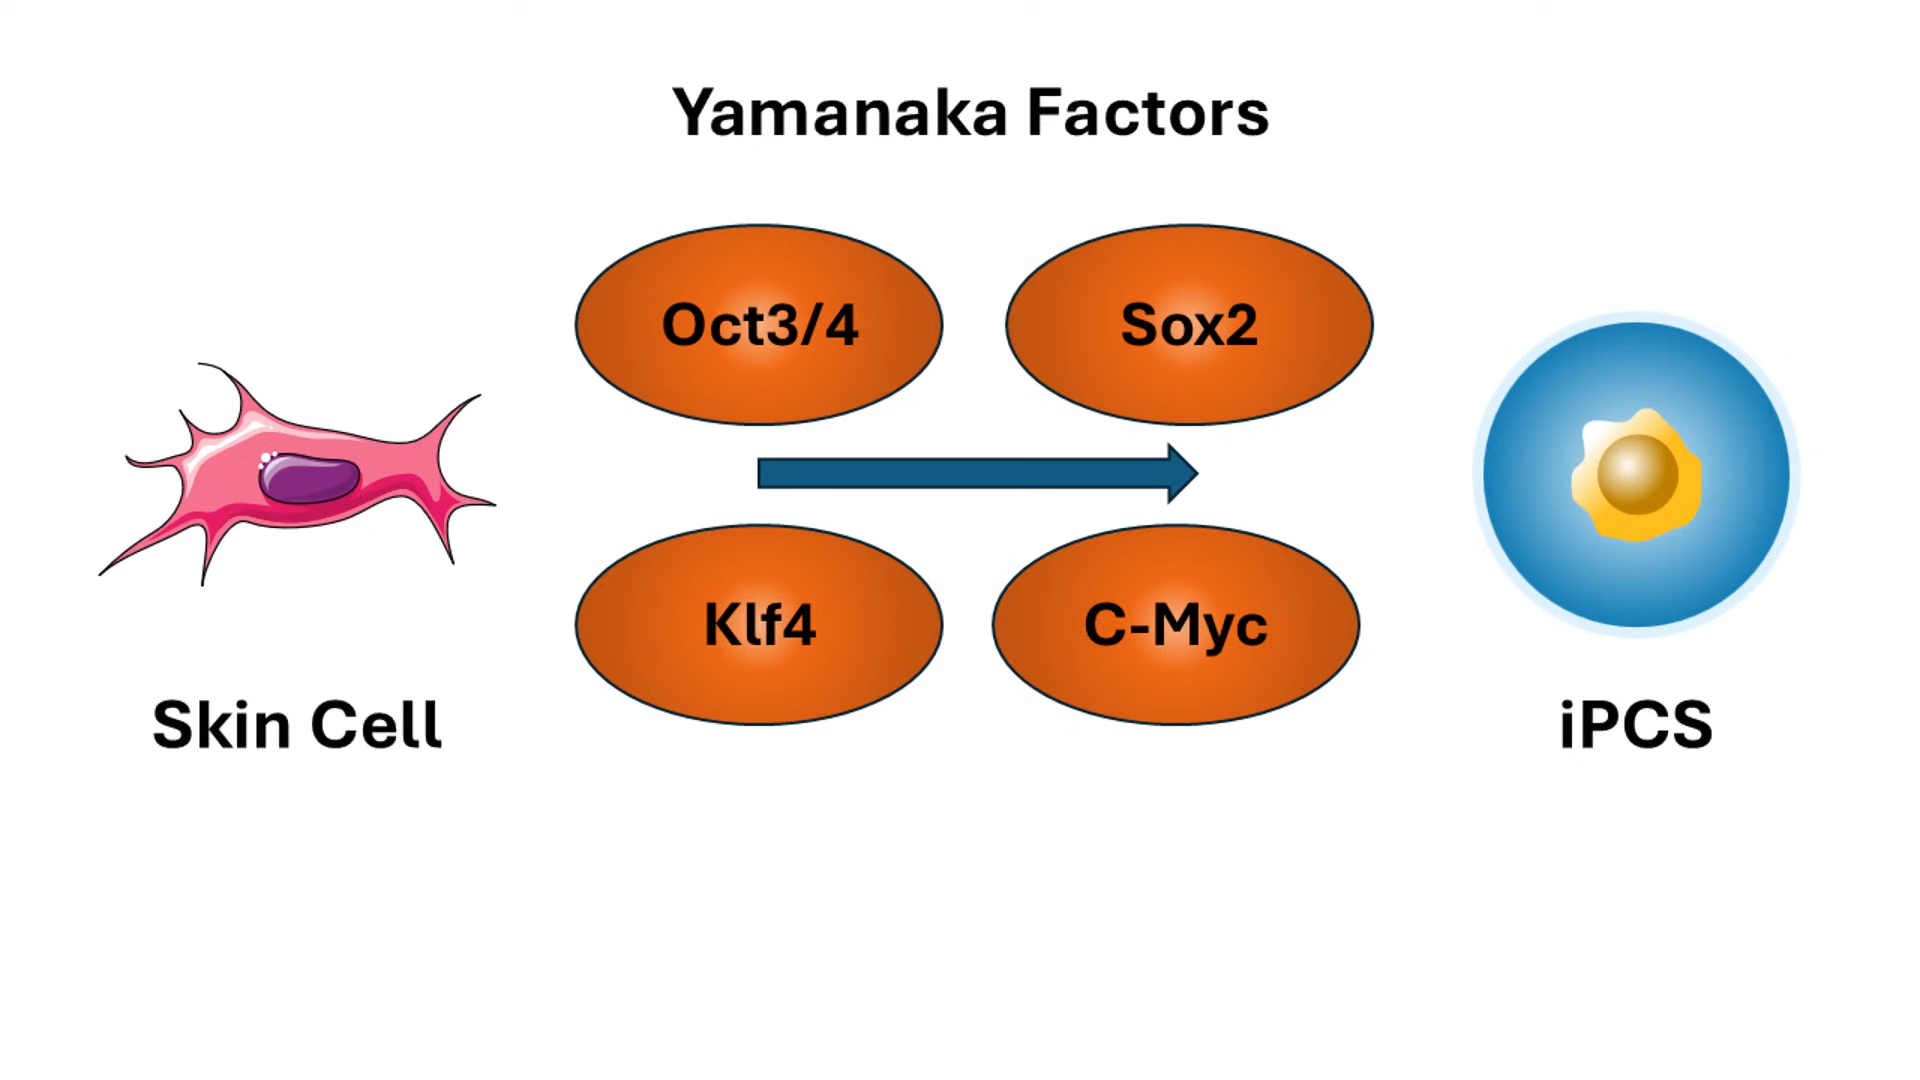 Yamanaka Factors
Oct3/4
Sox2
Klf4
C-Myc
Skin Cell
iPCS